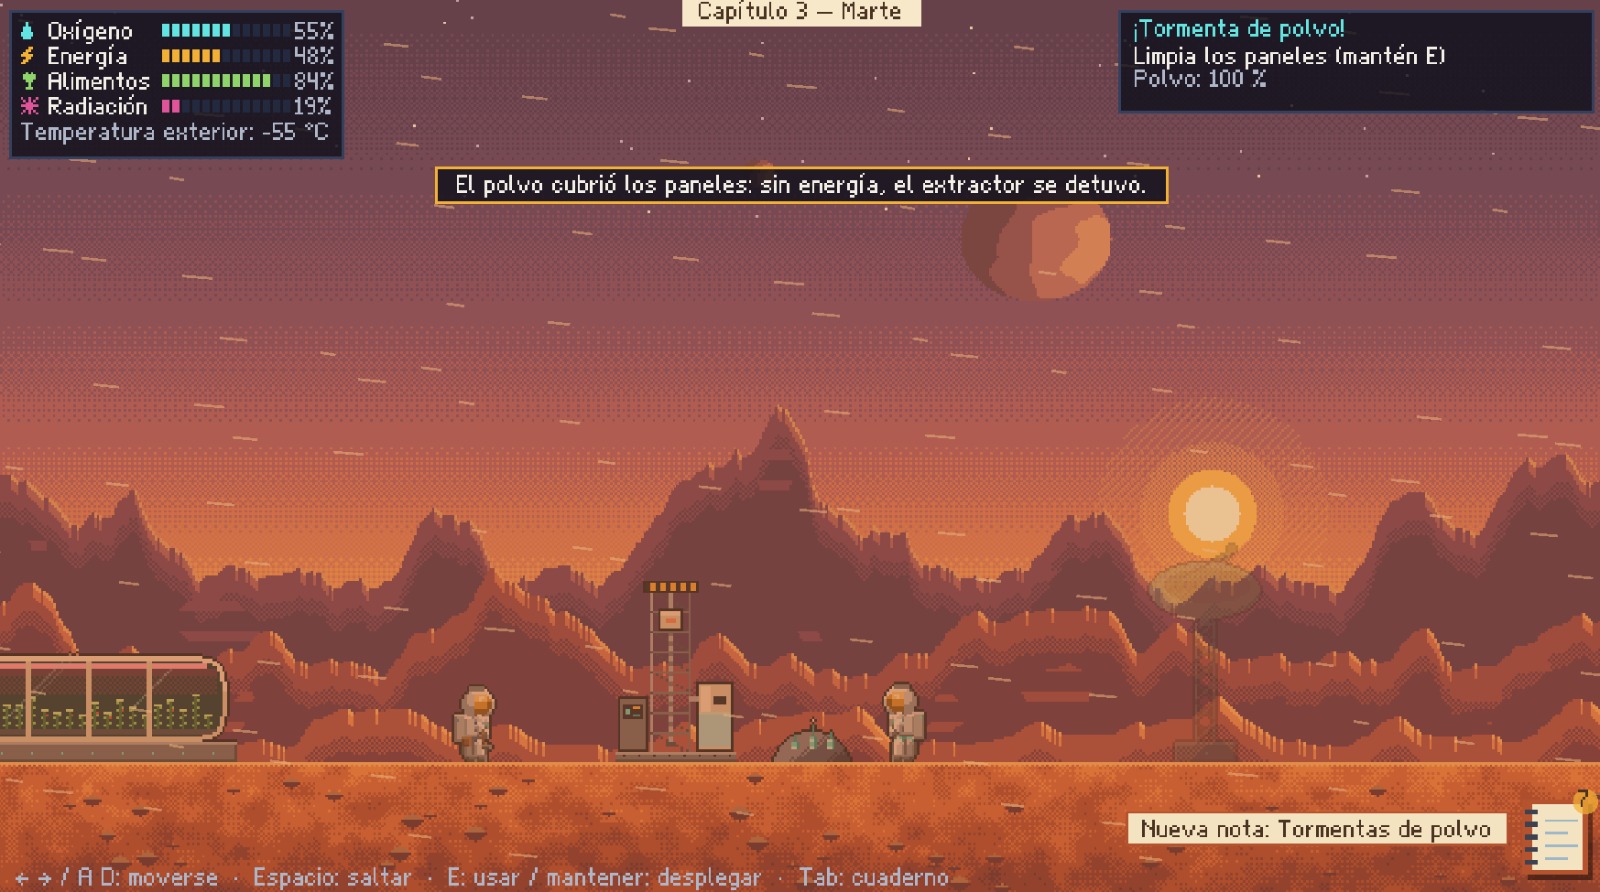 Capítulo 3 — Marte
Oxígeno 55%
Energía 48%
Alimentos 84%
Radiación 19%
Temperatura exterior: -55 °C
¡Tormenta de polvo!
Limpia los paneles (mantén E)
Polvo: 100 %
El polvo cubrió los paneles: sin energía, el extractor se detuvo.
Nueva nota: Tormentas de polvo
7
← → / A D: moverse · Espacio: saltar · E: usar / mantener: desplegar · Tab: cuaderno